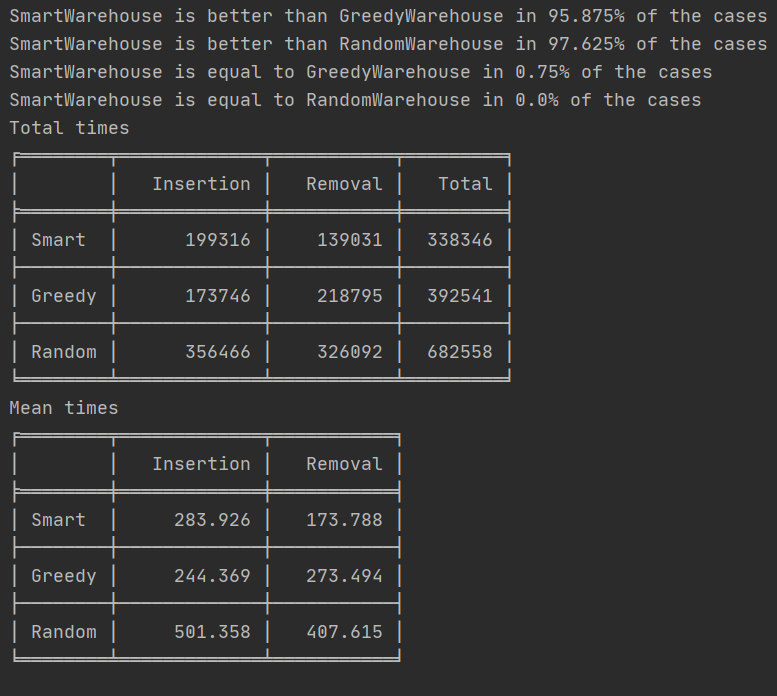 SmartWarehouse is better than GreedyWarehouse in 95.875% of the cases
SmartWarehouse is better than RandomWarehouse in 97.625% of the cases
SmartWarehouse is equal to GreedyWarehouse in 0.75% of the cases
SmartWarehouse is equal to RandomWarehouse in 0.0% of the cases
Total times
Insertion Removal Total
Smart 199316 139031 338346
Greedy 173746 218795 392541
Random 356466 326092 682558
Mean times
Insertion Removal
Smart 283.926 173.788
Greedy 244.369 273.494
Random 501.358 407.615